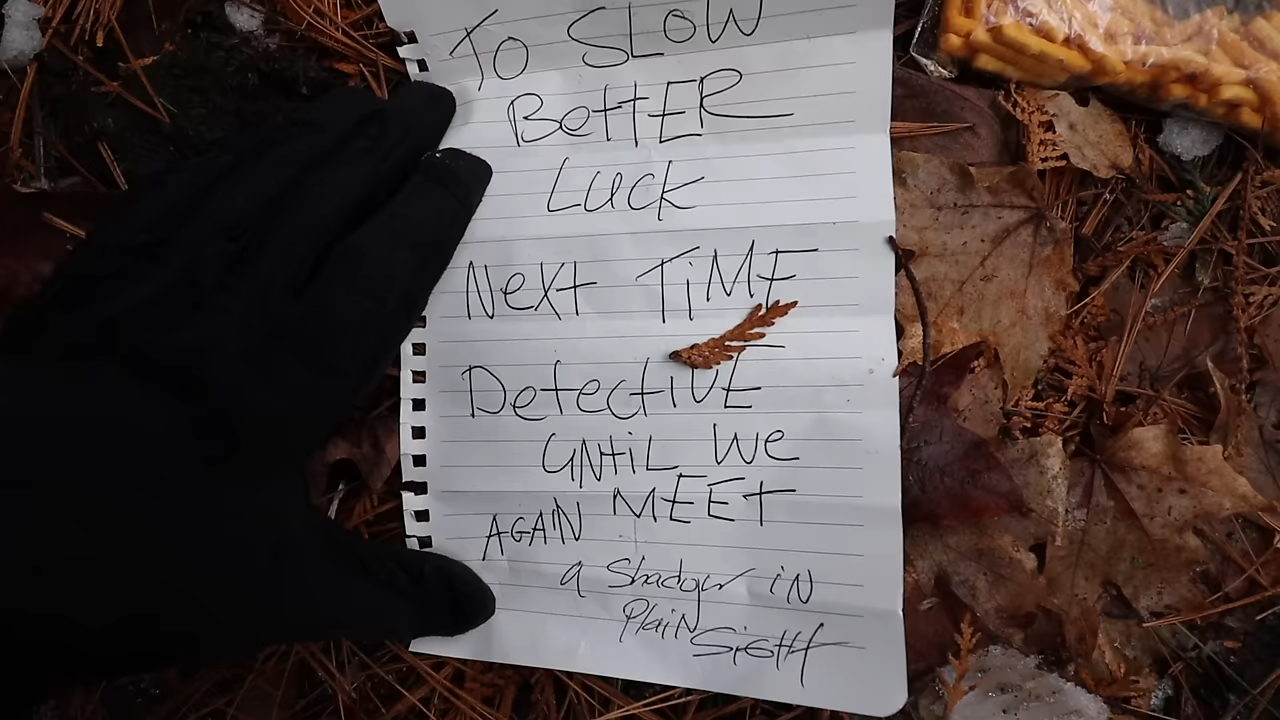 TO SLOW
BettER
Luck
Next TiME
DetectiVE
UNtiL We
AGAIN MEET
a Shadow iN
PlaiN SiGHt